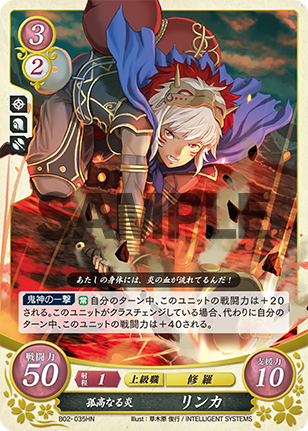 3
2
SAMPLE
あたしの身体には、炎の血が流れてるんだ!
鬼神の一撃 常 自分のターン中、このユニットの戦闘力は+20
される。このユニットがクラスチェンジしている場合、代わりに自分の
ターン中、このユニットの戦闘力は+40される。
戦闘力
50
射程 1
上級職
修羅
支援力
10
孤高なる炎
リンカ
B02-035HN
Illust:草木原 俊行/INTELLIGENT SYSTEMS